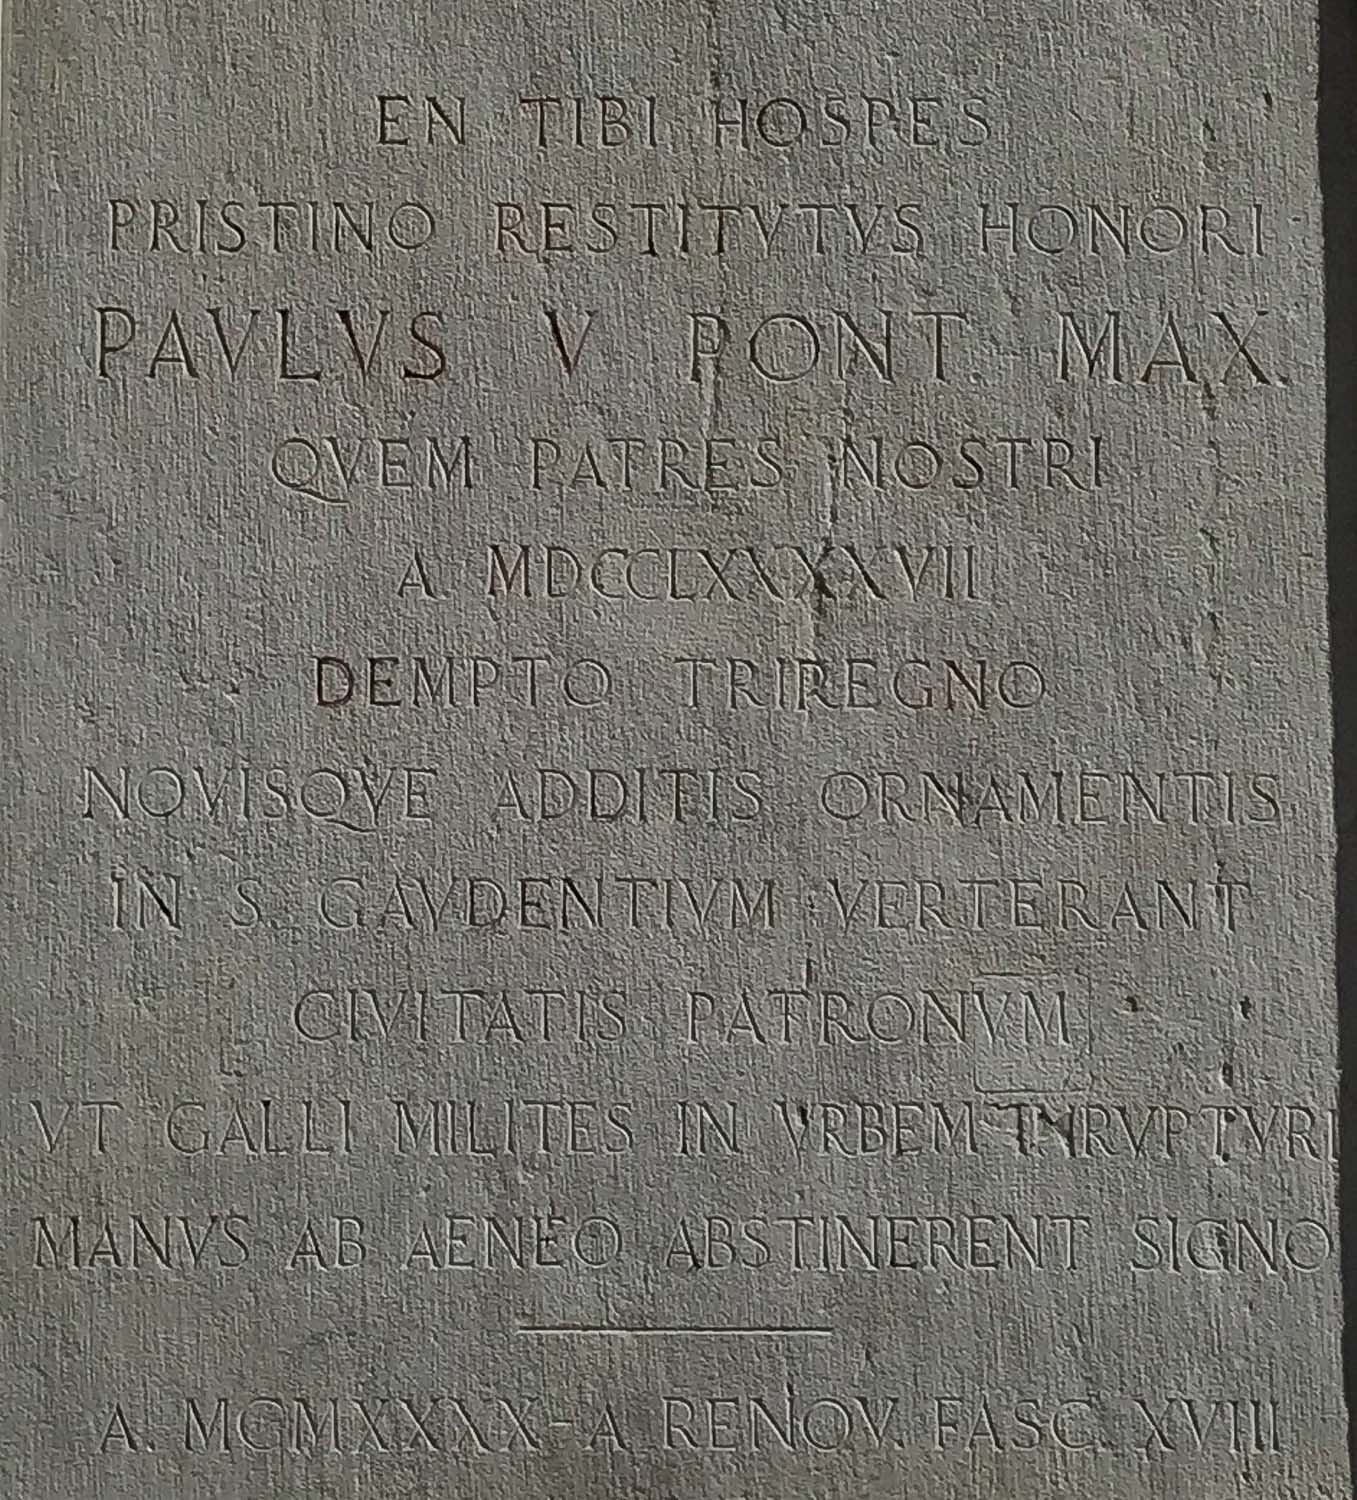 EN TIBI HOSPES
PRISTINO RESTITVTVS HONORI
PAVLVS V PONT. MAX.
QVEM PATRES NOSTRI
A. MDCCLXXXXVII
DEMPTO TRIREGNO
NOVISQVE ADDITIS ORNAMENTIS
IN S. GAVDENTIVM VERTERANT
CIVITATIS PATRONVM
VT GALLI MILITES IN VRBEM INRVPTVRI
MANVS AB AENEO ABSTINERENT SIGNO
A. MCMXXXX-A RENOV. FASC. XVIII